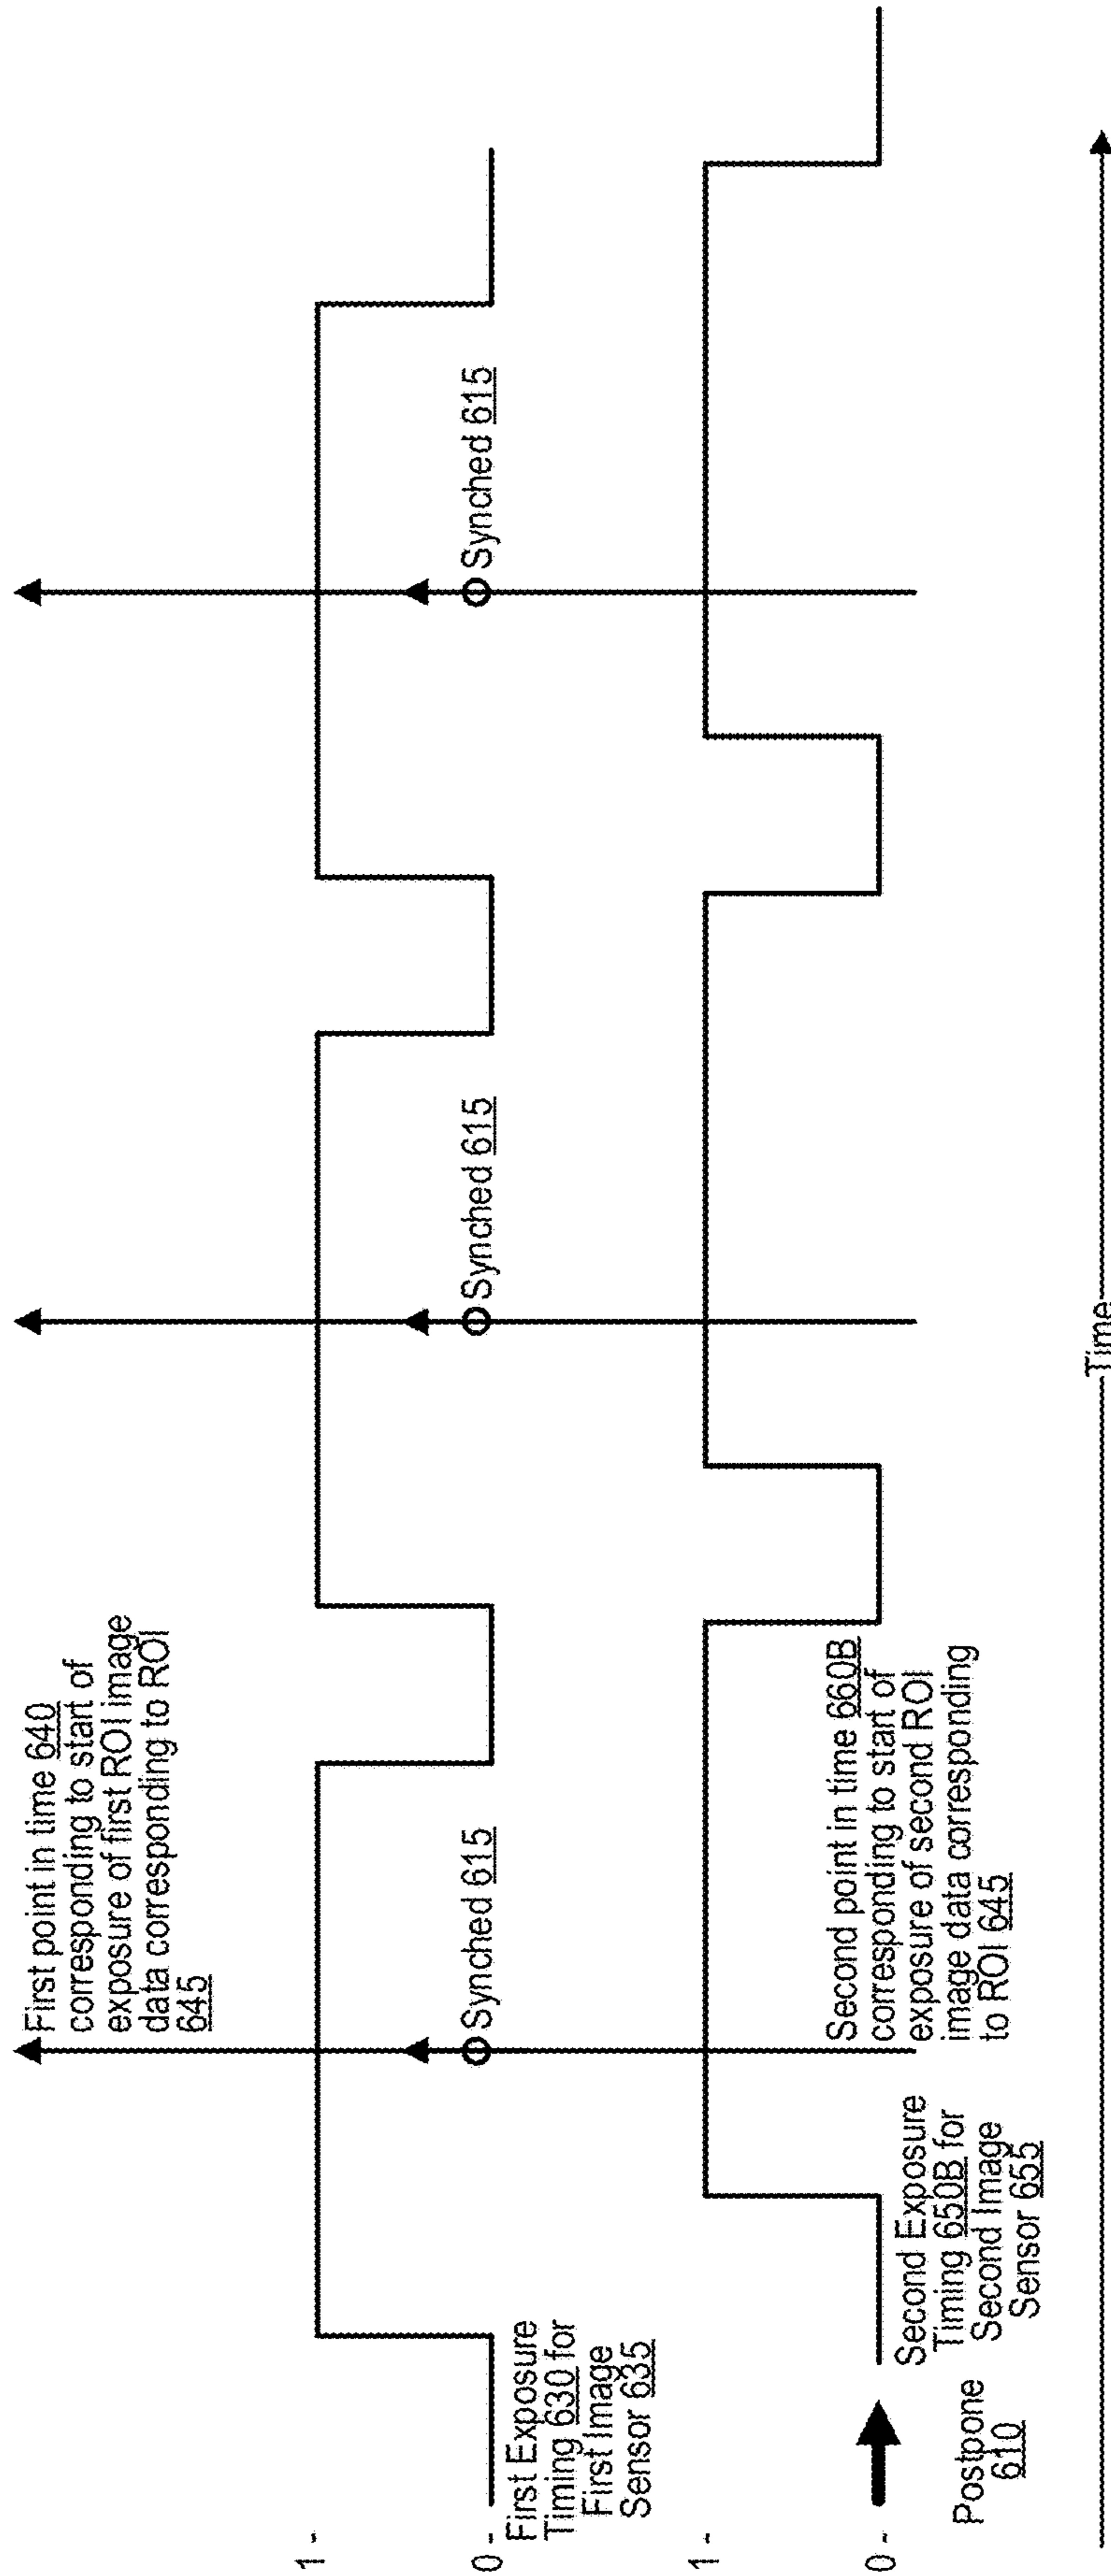 First point in time 640
corresponding to start of
exposure of first ROI image
data corresponding to ROI
645
1-
0-
Synched 615
Synched 615
Synched 615
First Exposure
Timing 630 for
First Image
Sensor 635
1-
0-
Second point in time 660B
corresponding to start of
exposure of second ROI
image data corresponding
to ROI 645
Second Exposure
Timing 650B for
Second Image
Sensor 655
Postpone
610
Time